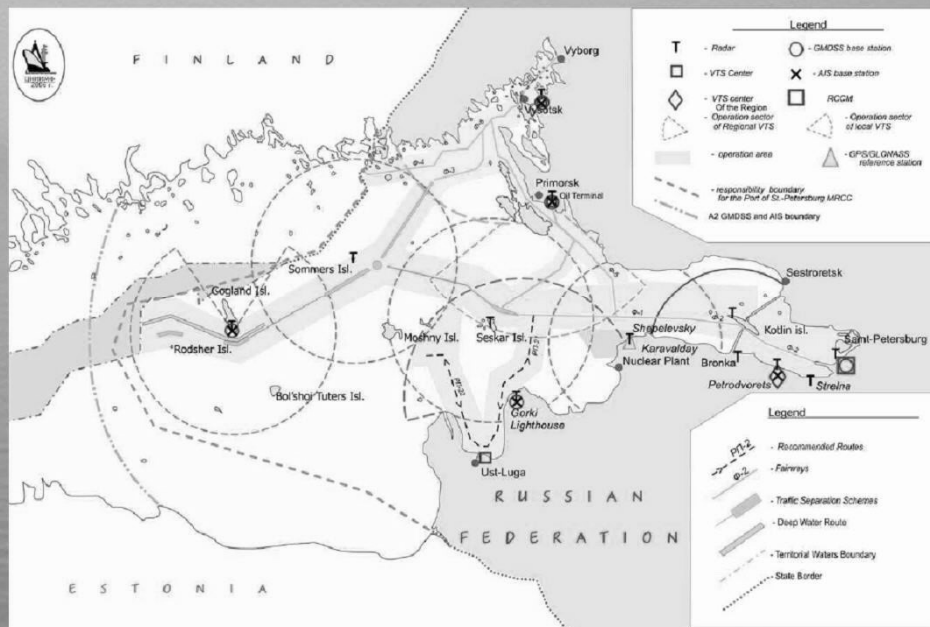 FINLAND
Vyborg
Vysotsk
Primorsk
Oil Terminal
Sommers Isl.
Gogland Isl.
Rodsher Isl.
Moshny Isl.
Seskar Isl.
Bol'shoi Tuters Isl.
Gorki
Lighthouse
Ust-Luga
Shepelevsky
Karavalday
Nuclear Plant
Sestroretsk
Kotlin isl.
Saint-Petersburg
Bronka
Petrodvorets
Strelna
RUSSIAN
FEDERATION
ESTONIA
Legend
- Radar
- GMDSS base station
- VTS Center
- AIS base station
- VTS center
Of the Region
RCGM
- Operation sector
of Regional VTS
- Operation sector
of local VTS
- operation area
- GPS/GLGNASS
reference station
- responsibility boundary
for the Port of St.-Petersburg MRCC
A2 GMDSS and AIS boundary
Legend
РП-2
- Recommended Routes
Ф-2
- Fairways
- Traffic Separation Schemes
- Deep Water Route
- Territorial Waters Boundary
- State Border